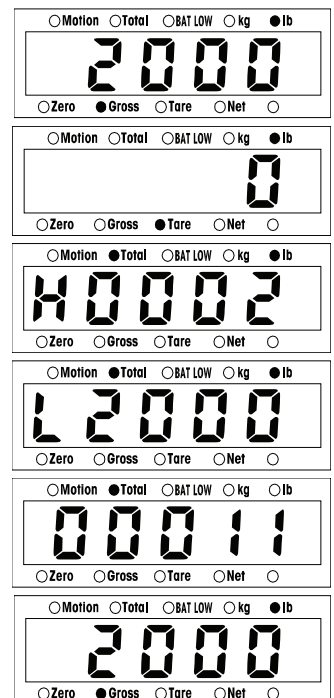 Motion Total BAT LOW kg lb
2000
Zero Gross Tare Net
Motion Total BAT LOW kg lb
0
Zero Gross Tare Net
Motion Total BAT LOW kg lb
H0002
Zero Gross Tare Net
Motion Total BAT LOW kg lb
L2000
Zero Gross Tare Net
Motion Total BAT LOW kg lb
00011
Zero Gross Tare Net
Motion Total BAT LOW kg lb
2000
Zero Gross Tare Net